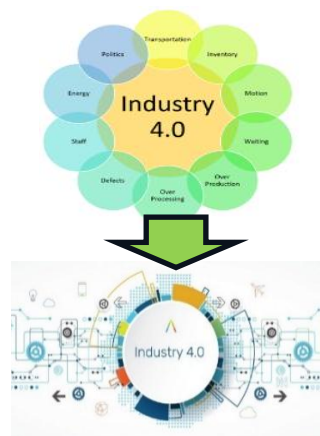 Transportation
Politics
Inventory
Energy
Motion
Industry
4.0
Staff
Waiting
Defects
Over
Production
Over
Processing
Industry 4.0